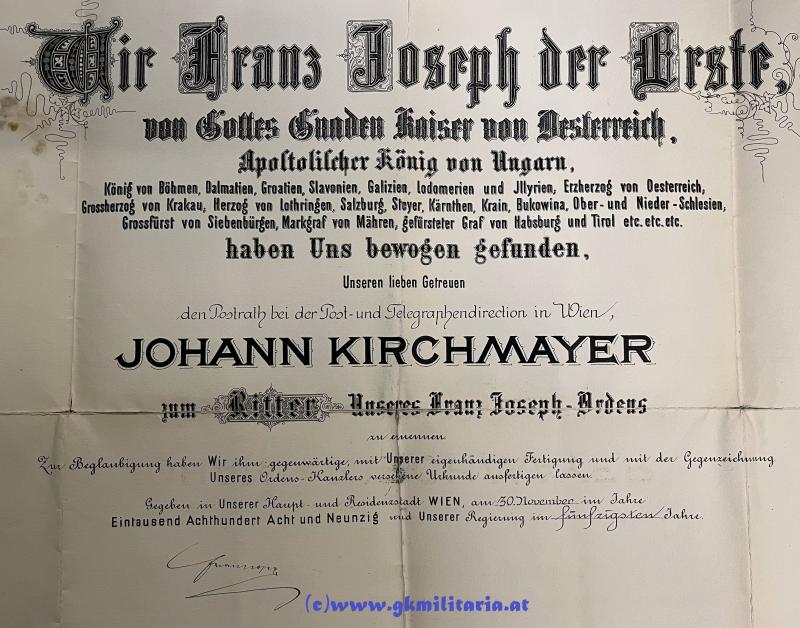 Wir Franz Joseph der Erste,
von Gottes Gnaden Kaiser von Oesterreich,
Apostolischer König von Ungarn,
König von Böhmen, Dalmatien, Croatien, Slavonien, Galizien, Lodomerien und Jllyrien; Erzherzog von Oesterreich,
Grossherzog von Krakau; Herzog von Lothringen, Salzburg, Steyer, Kärnthen, Krain, Bukowina, Ober- und Nieder-Schlesien;
Grossfürst von Siebenbürgen, Markgraf von Mähren, gefürsteter Graf von Habsburg und Tirol etc. etc. etc.
haben Uns bewogen gefunden,
Unseren lieben Getreuen
den Postrath bei der Post- und Telegraphendirection in Wien,
JOHANN KIRCHMAYER
zum Ritter Unseres Franz Joseph-Ordens
zu ernennen.
Zur Beglaubigung haben Wir ihm gegenwärtige, mit Unserer eigenhändigen Fertigung und mit der Gegenzeichnung
Unseres Ordens-Kanzlers versehene Urkunde ausfertigen lassen.
Gegeben in Unserer Haupt- und Residenzstadt WIEN, am 30. November im Jahre
Eintausend Achthundert Acht und Neunzig und Unserer Regierung im fünfzigsten Jahre.
(c)www.gkmilitaria.at